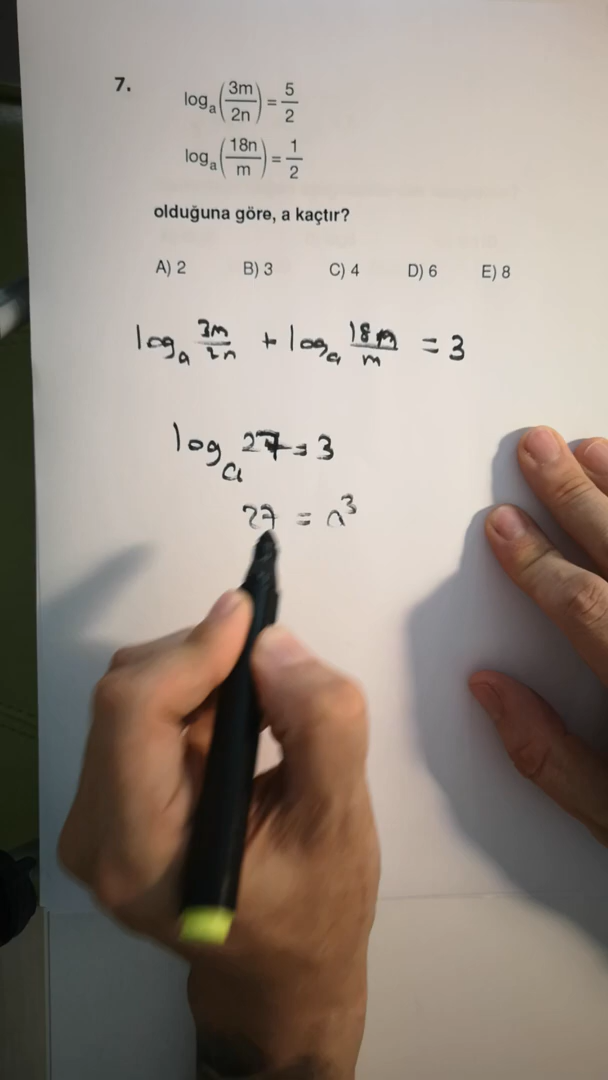 7.
logₐ(3m/2n) = 5/2
logₐ(18n/m) = 1/2
olduğuna göre, a kaçtır?
A) 2 B) 3 C) 4 D) 6 E) 8
logₐ 3m/2n + logₐ 18n/m = 3
logₐ 27 = 3
27 = a³